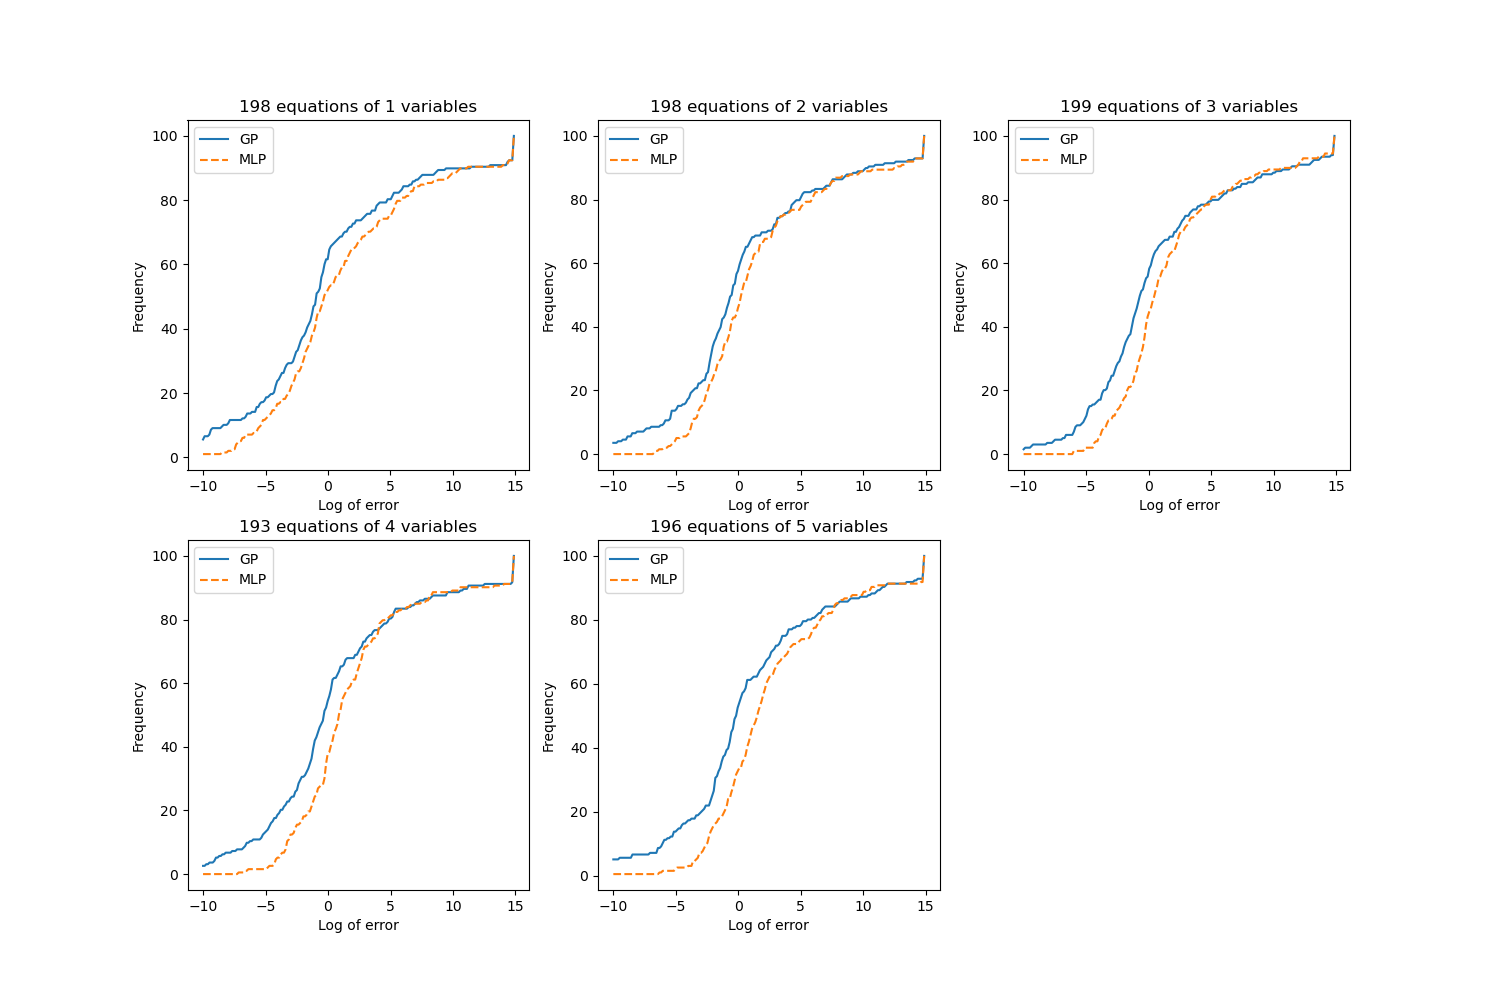 198 equations of 1 variables
100
80
60
40
20
0
Frequency
GP
MLP
−10 −5 0 5 10 15
Log of error
198 equations of 2 variables
100
80
60
40
20
0
Frequency
GP
MLP
−10 −5 0 5 10 15
Log of error
199 equations of 3 variables
100
80
60
40
20
0
Frequency
GP
MLP
−10 −5 0 5 10 15
Log of error
193 equations of 4 variables
100
80
60
40
20
0
Frequency
GP
MLP
−10 −5 0 5 10 15
Log of error
196 equations of 5 variables
100
80
60
40
20
0
Frequency
GP
MLP
−10 −5 0 5 10 15
Log of error